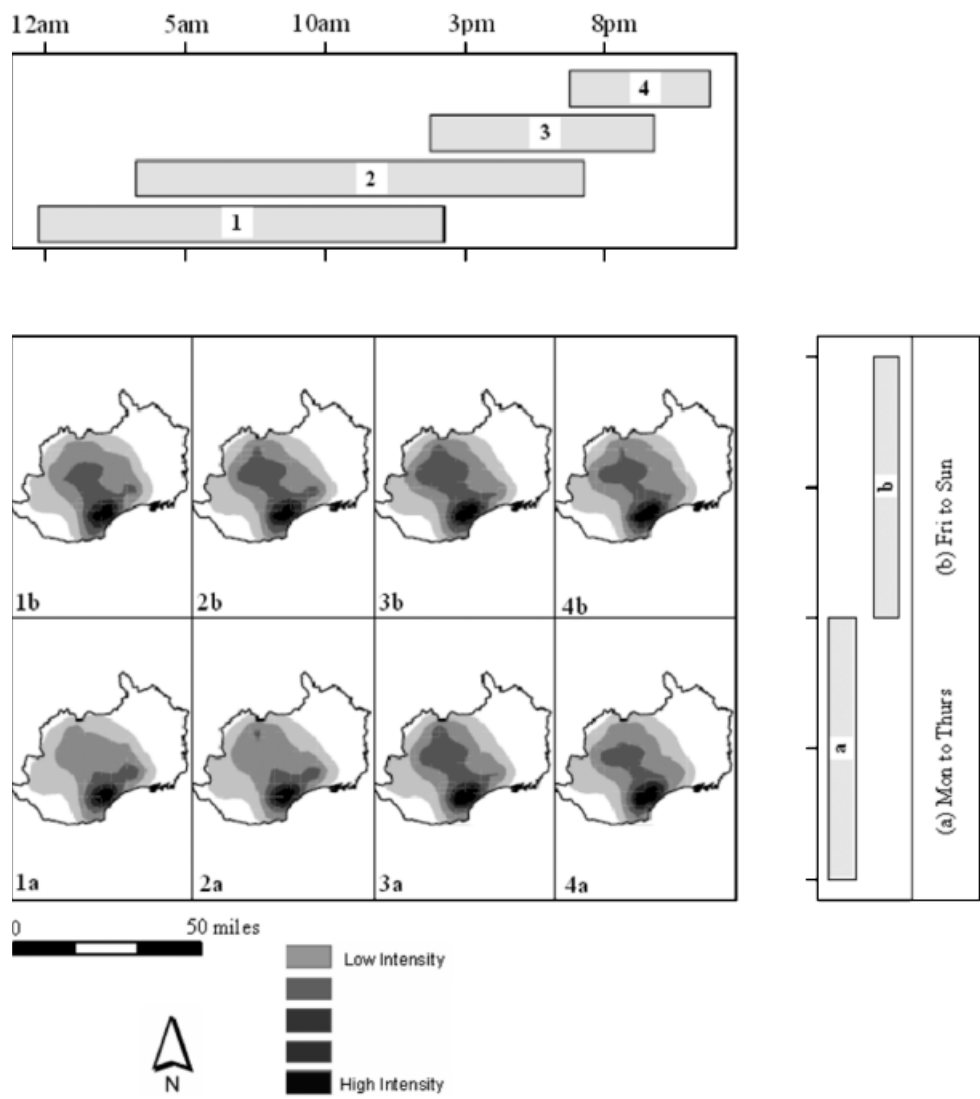 12am 5am 10am 3pm 8pm
4
3
2
1
1b 2b 3b 4b
b
(b) Fri to Sun
1a 2a 3a 4a
a
(a) Mon to Thurs
0 50 miles
Low Intensity
High Intensity
N